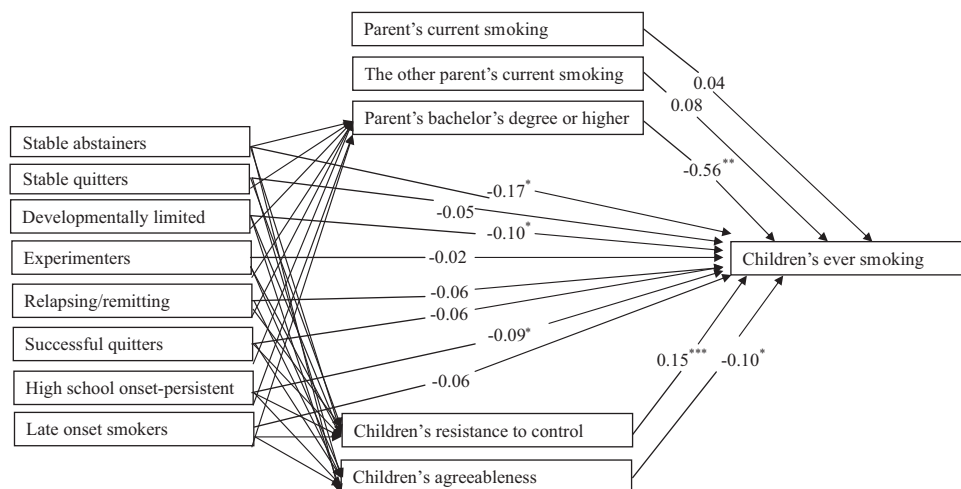 Parent's current smoking
The other parent's current smoking
Parent's bachelor's degree or higher
0.04
0.08
-0.56**
Stable abstainers
Stable quitters
Developmentally limited
Experimenters
Relapsing/remitting
Successful quitters
High school onset-persistent
Late onset smokers
-0.17*
-0.05
-0.10*
-0.02
-0.06
-0.06
-0.09*
-0.06
Children's ever smoking
0.15***
-0.10*
Children's resistance to control
Children's agreeableness